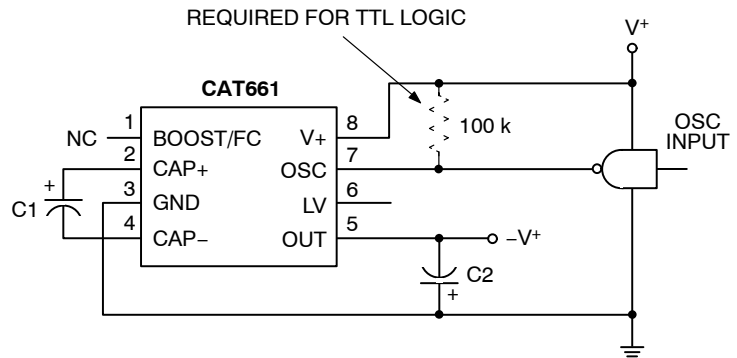 REQUIRED FOR TTL LOGIC
V+
CAT661
1
BOOST/FC
V+
8
100 k
OSC
INPUT
NC
2
CAP+
OSC
7
+
C1
3
GND
LV
6
4
CAP−
OUT
5
−V+
C2
+